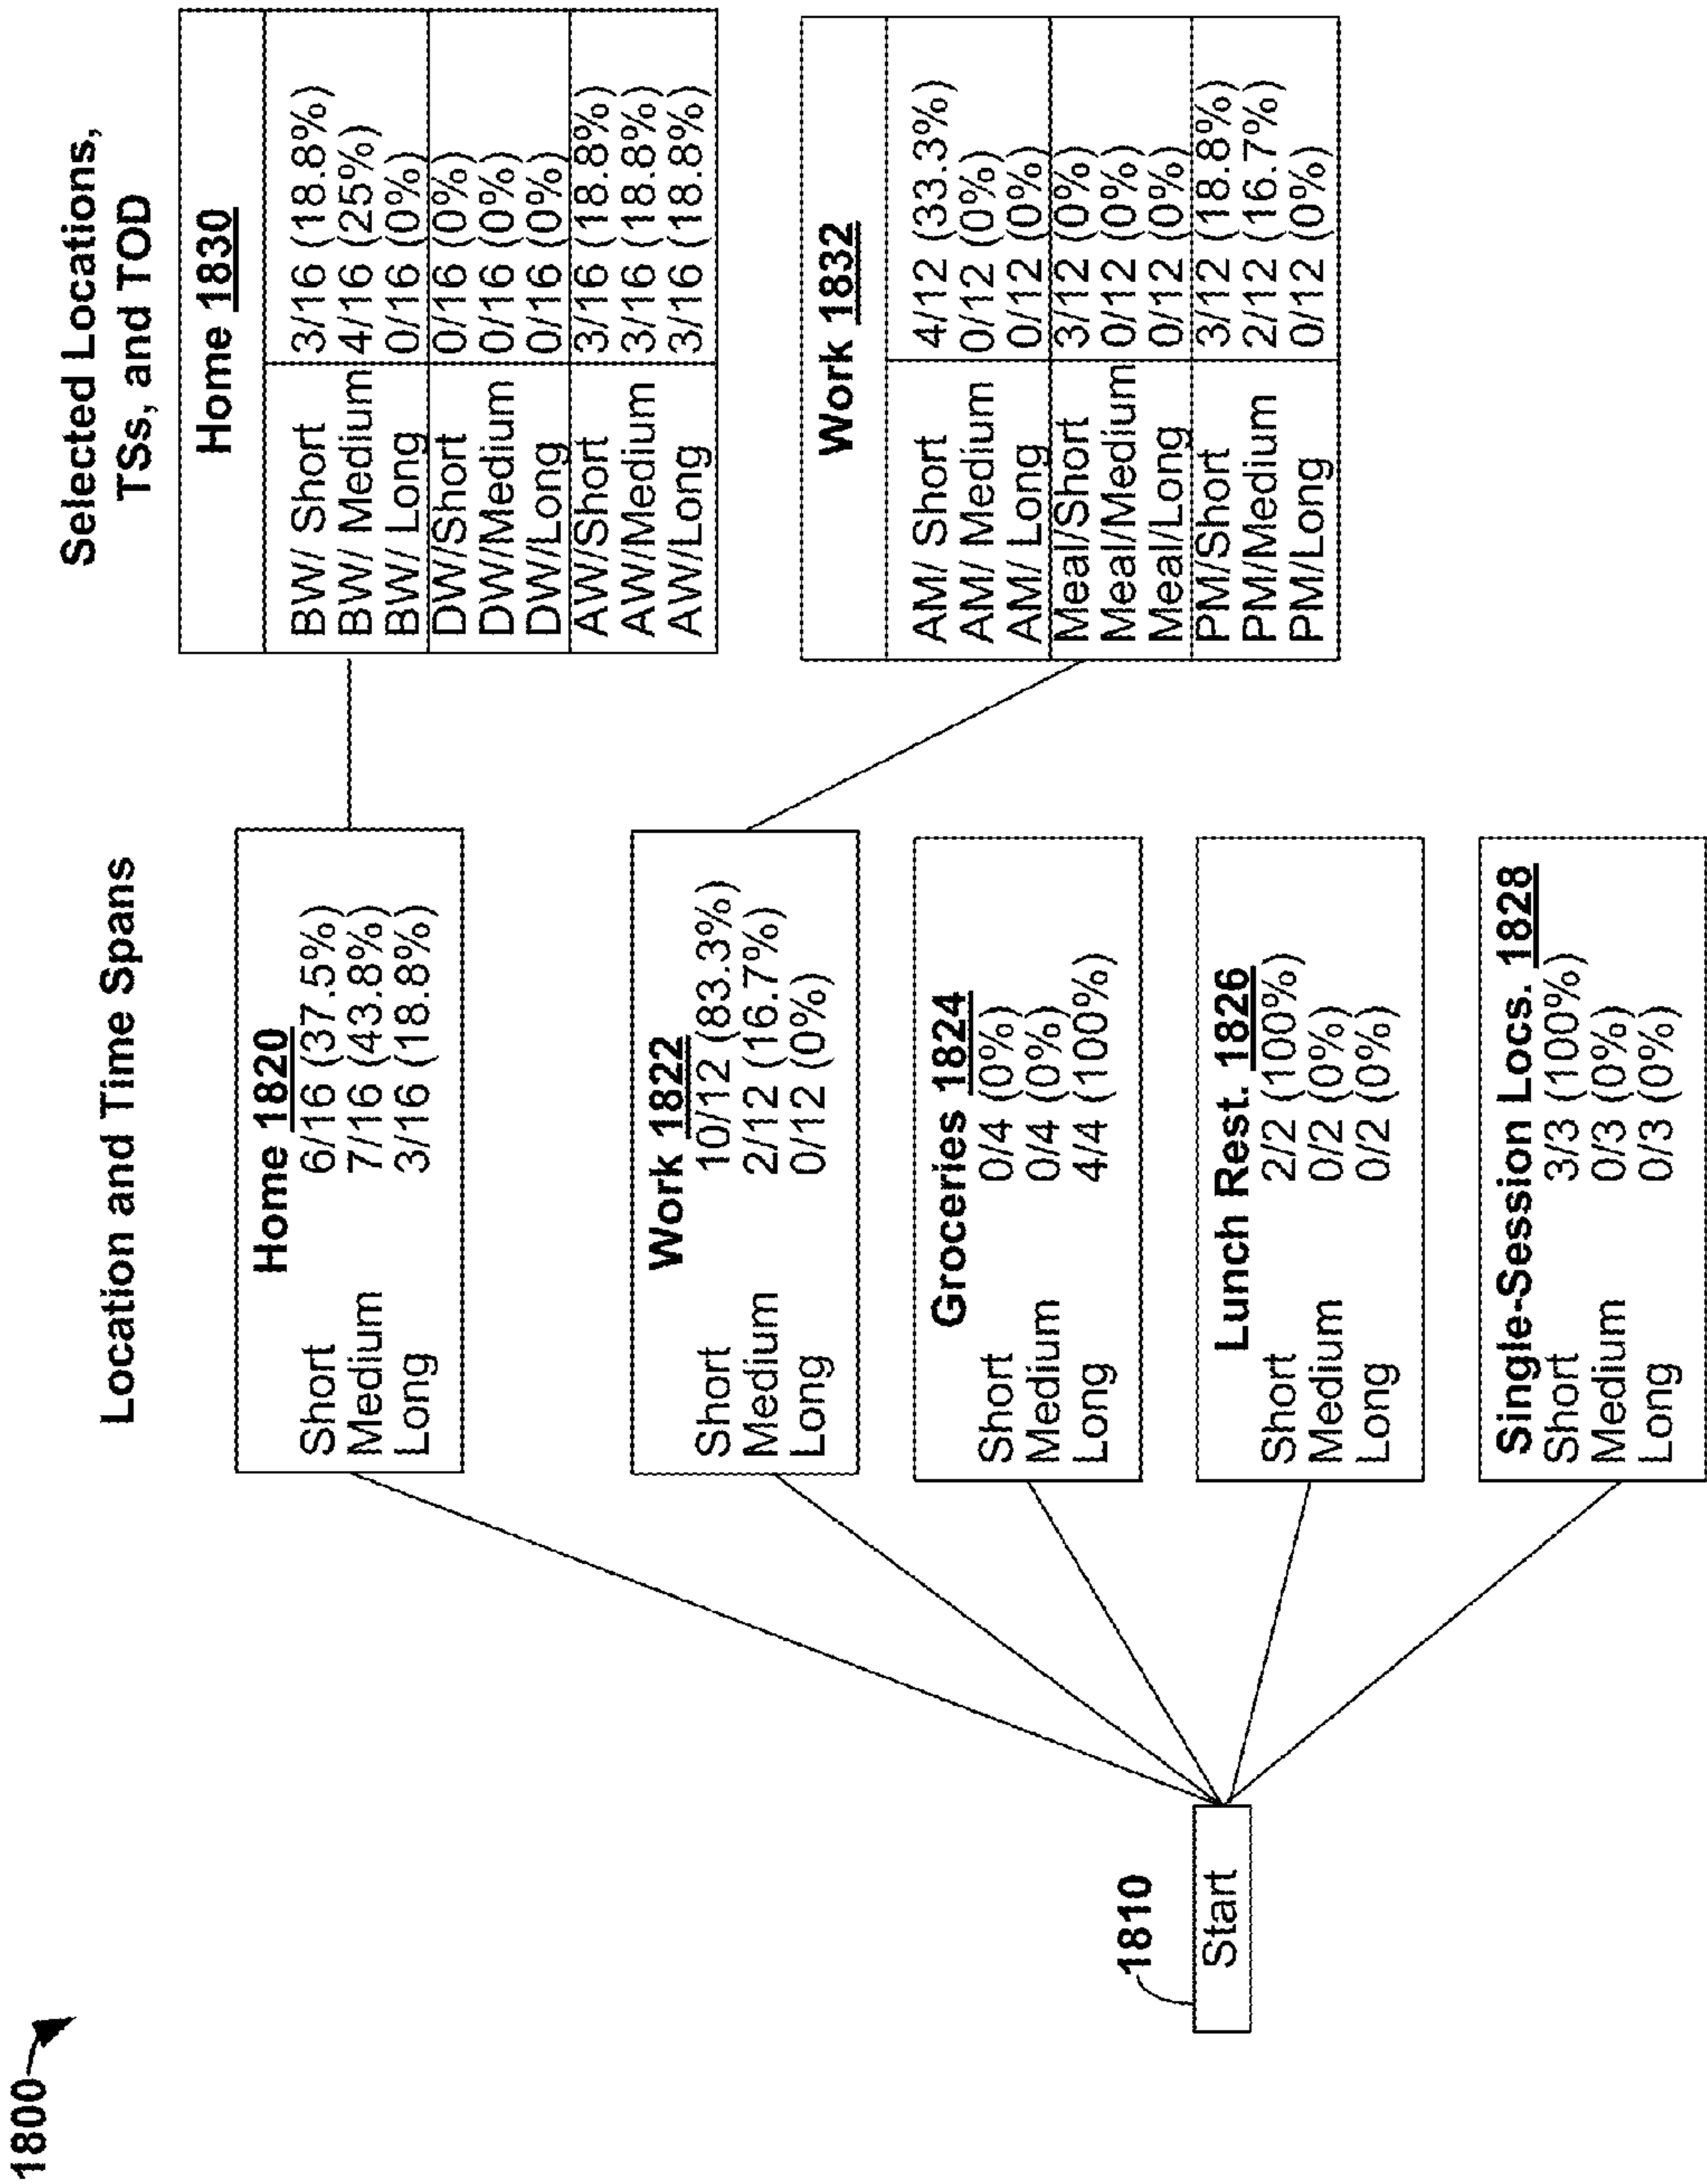 1800
Location and Time Spans
Selected Locations,
TSs, and TOD
1810
Start
Home 1820
Short 6/16 (37.5%)
Medium 7/16 (43.8%)
Long 3/16 (18.8%)
Work 1822
Short 10/12 (83.3%)
Medium 2/12 (16.7%)
Long 0/12 (0%)
Groceries 1824
Short 0/4 (0%)
Medium 0/4 (0%)
Long 4/4 (100%)
Lunch Rest. 1826
Short 2/2 (100%)
Medium 0/2 (0%)
Long 0/2 (0%)
Single-Session Locs. 1828
Short 3/3 (100%)
Medium 0/3 (0%)
Long 0/3 (0%)
Home 1830
BW/ Short 3/16 (18.8%)
BW/ Medium 4/16 (25%)
BW/ Long 0/16 (0%)
DW/Short 0/16 (0%)
DW/Medium 0/16 (0%)
DW/Long 0/16 (0%)
AW/Short 3/16 (18.8%)
AW/Medium 3/16 (18.8%)
AW/Long 3/16 (18.8%)
Work 1832
AM/ Short 4/12 (33.3%)
AM/ Medium 0/12 (0%)
AM/ Long 0/12 (0%)
Meal/Short 3/12 (0%)
Meal/Medium 0/12 (0%)
Meal/Long 0/12 (0%)
PM/Short 3/12 (18.8%)
PM/Medium 2/12 (16.7%)
PM/Long 0/12 (0%)